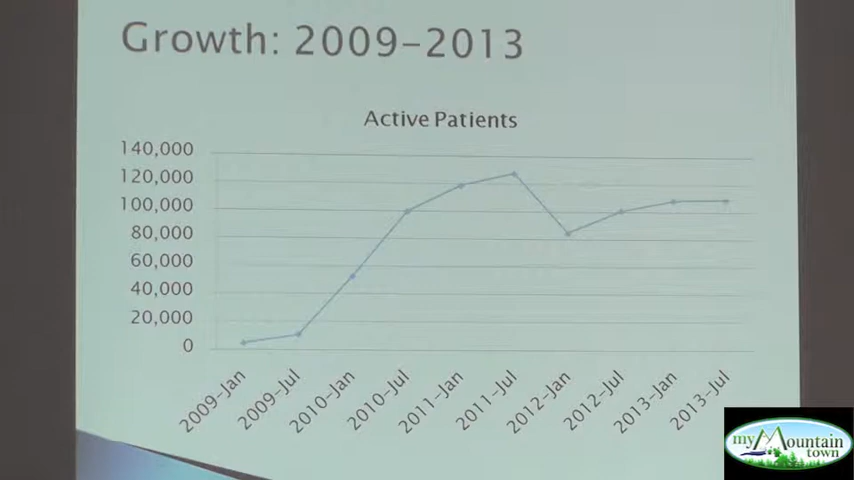 Growth: 2009-2013
Active Patients
140,000
120,000
100,000
80,000
60,000
40,000
20,000
0
2009-Jan
2009-Jul
2010-Jan
2010-Jul
2011-Jan
2011-Jul
2012-Jan
2012-Jul
2013-Jan
2013-Jul
my Mountain
town